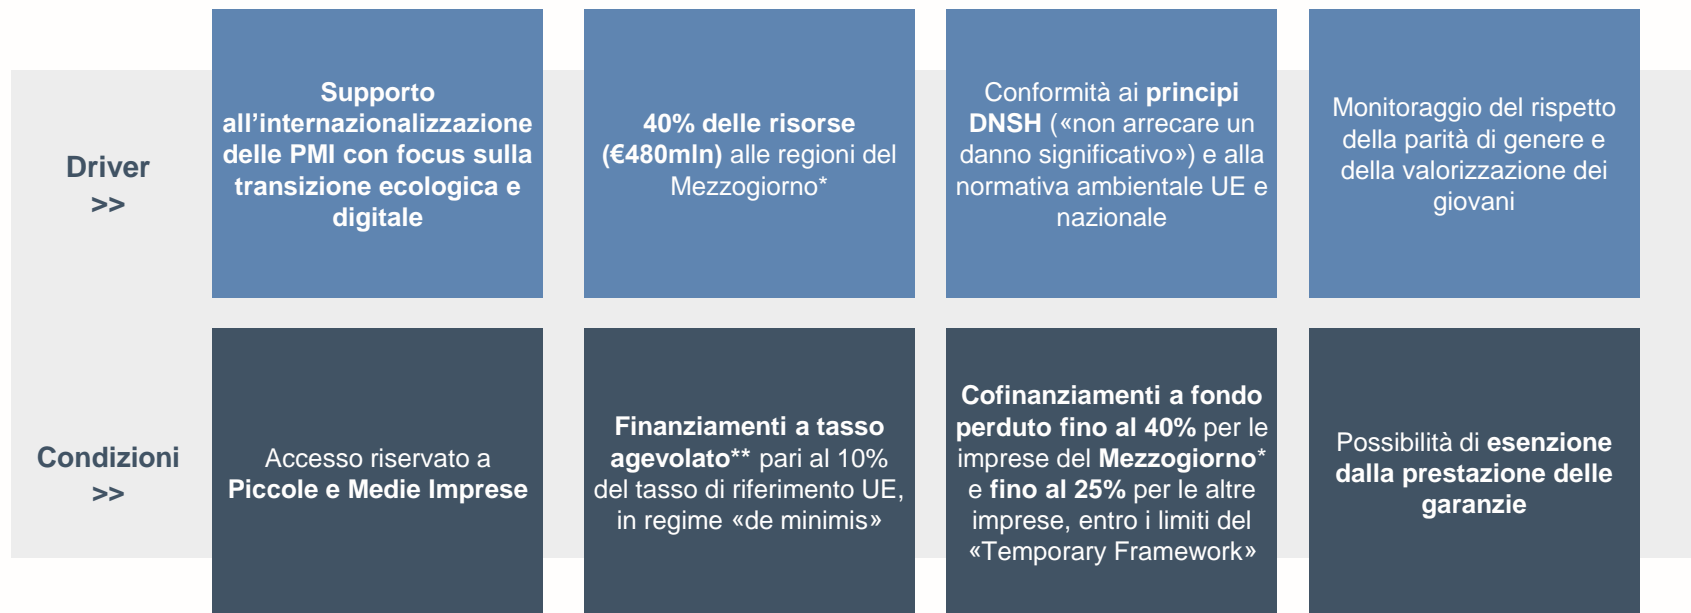 Driver
>>
Supporto
all’internazionalizzazione
delle PMI con focus sulla
transizione ecologica e
digitale
40% delle risorse
(€480mln) alle regioni del
Mezzogiorno*
Conformità ai principi
DNSH («non arrecare un
danno significativo») e alla
normativa ambientale UE e
nazionale
Monitoraggio del rispetto
della parità di genere e
della valorizzazione dei
giovani
Condizioni
>>
Accesso riservato a
Piccole e Medie Imprese
Finanziamenti a tasso
agevolato** pari al 10%
del tasso di riferimento UE,
in regime «de minimis»
Cofinanziamenti a fondo
perduto fino al 40% per le
imprese del Mezzogiorno*
e fino al 25% per le altre
imprese, entro i limiti del
«Temporary Framework»
Possibilità di esenzione
dalla prestazione delle
garanzie